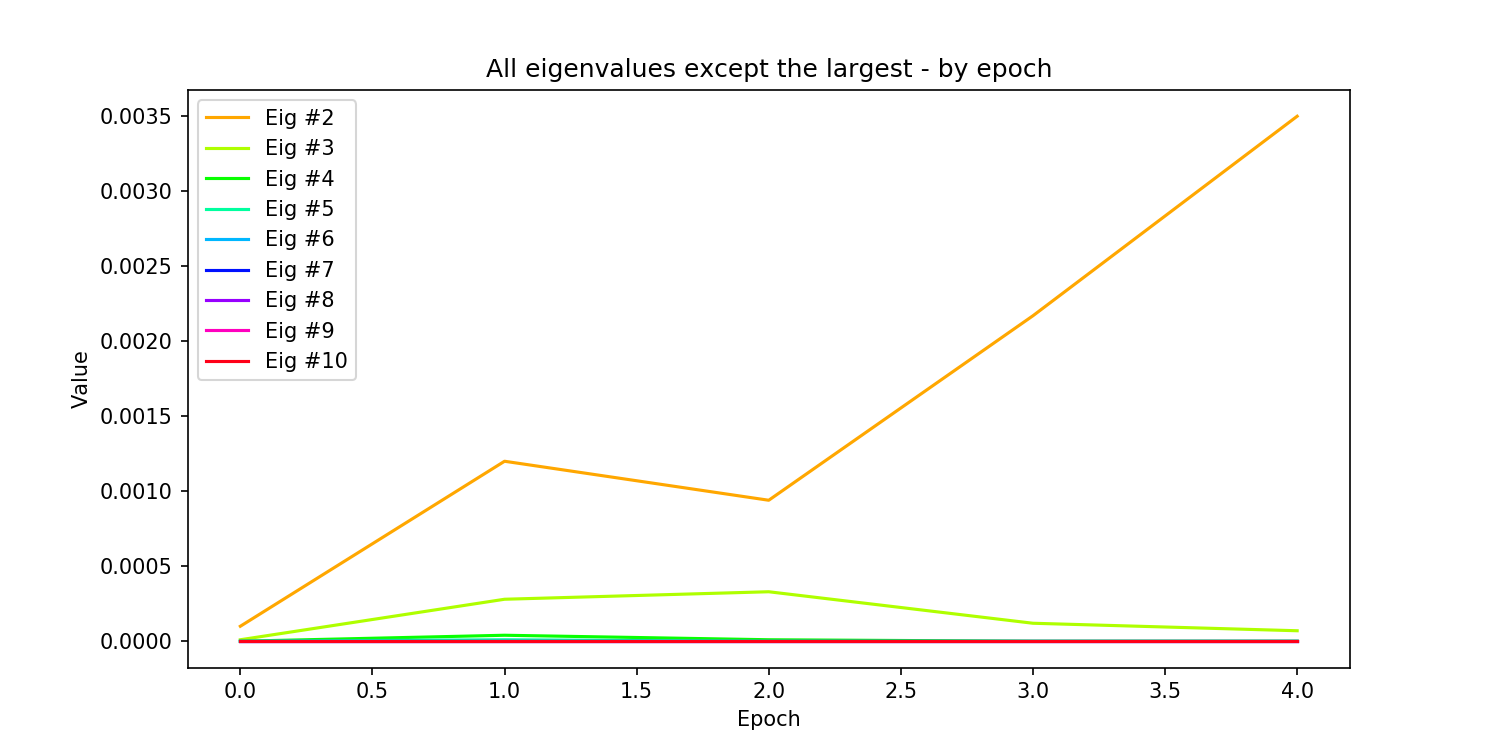 All eigenvalues except the largest - by epoch
0.0035
0.0030
0.0025
0.0020
0.0015
0.0010
0.0005
0.0000
Value
Eig #2
Eig #3
Eig #4
Eig #5
Eig #6
Eig #7
Eig #8
Eig #9
Eig #10
0.0 0.5 1.0 1.5 2.0 2.5 3.0 3.5 4.0
Epoch